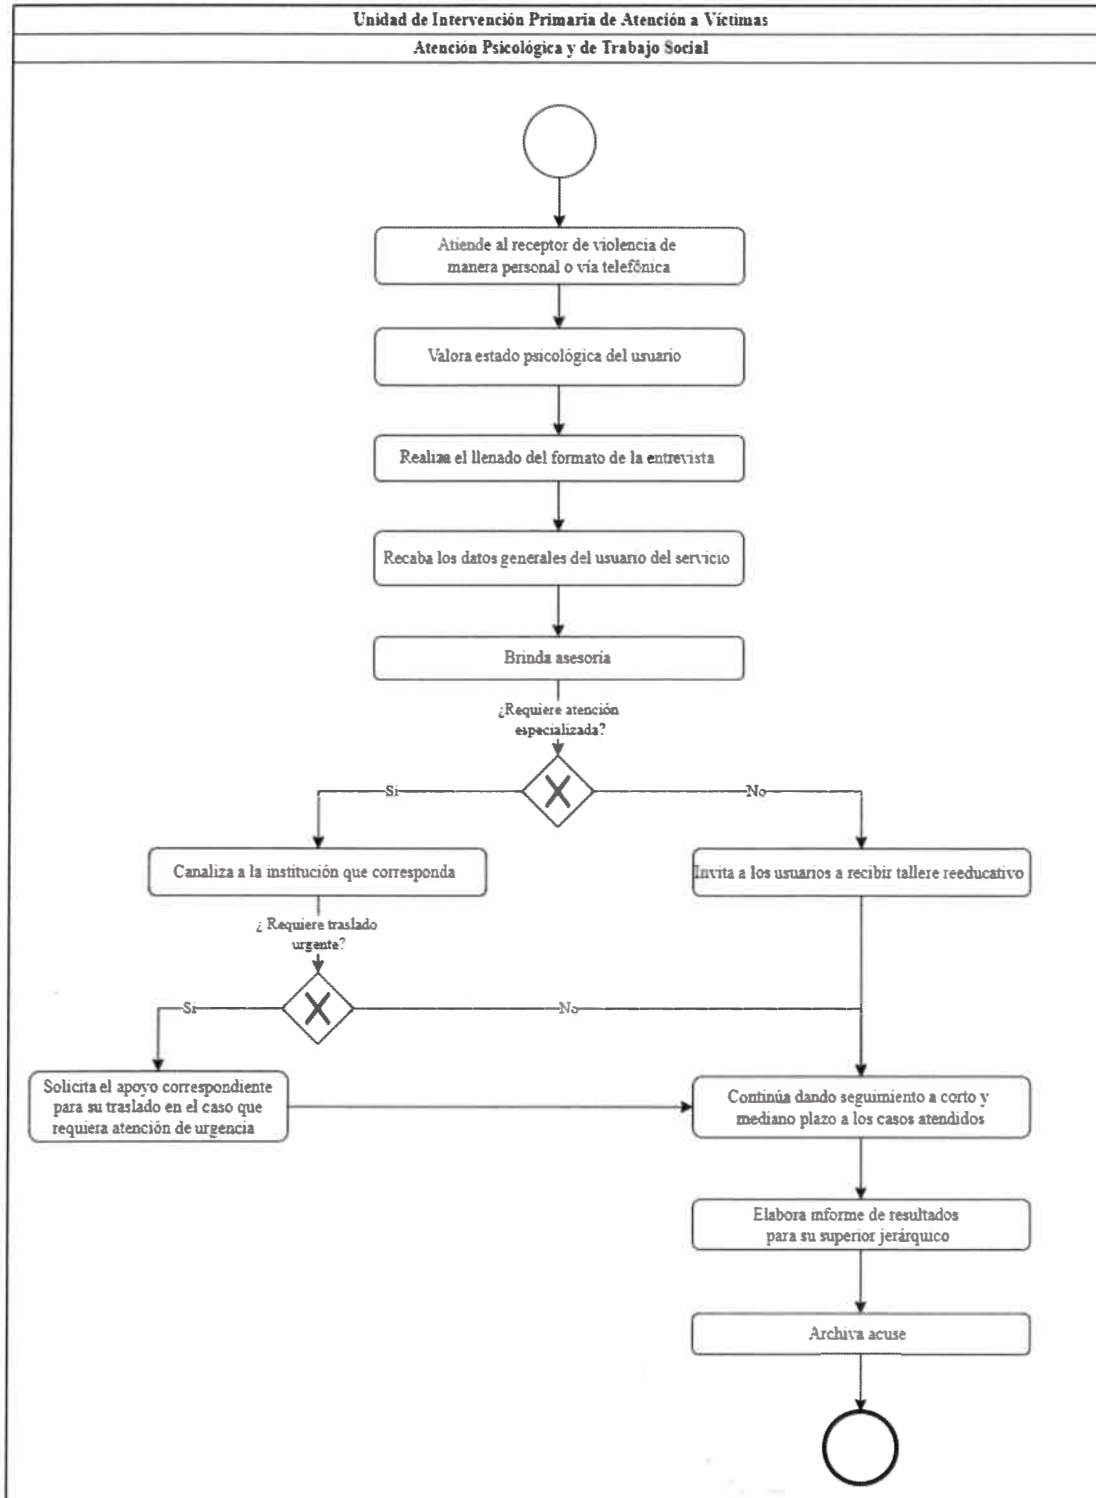 Unidad de Intervención Primaria de Atención a Víctimas
Atención Psicológica y de Trabajo Social
Atiende al receptor de violencia de
manera personal o vía telefónica
Valora estado psicológica del usuario
Realiza el llenado del formato de la entrevista
Recaba los datos generales del usuario del servicio
Brinda asesoría
¿Requiere atención
especializada?
Si
No
Canaliza a la institución que corresponda
Invita a los usuarios a recibir tallere reeducativo
¿ Requiere traslado
urgente?
Si
No
Solicita el apoyo correspondiente
para su traslado en el caso que
requiera atención de urgencia
Continúa dando seguimiento a corto y
mediano plazo a los casos atendidos
Elabora informe de resultados
para su superior jerárquico
Archiva acuse